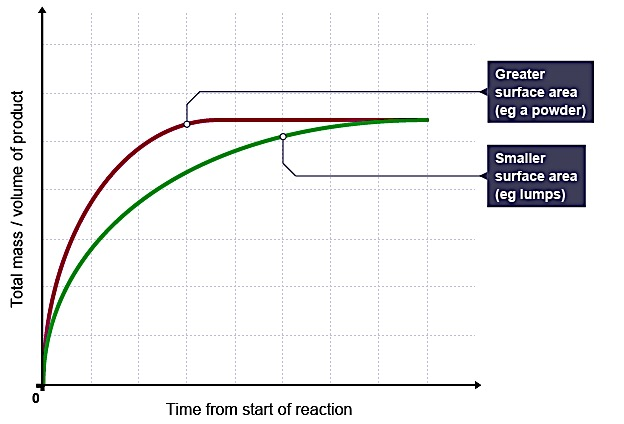 Greater
surface area
(eg a powder)
Smaller
surface area
(eg lumps)
Total mass / volume of product
0
Time from start of reaction